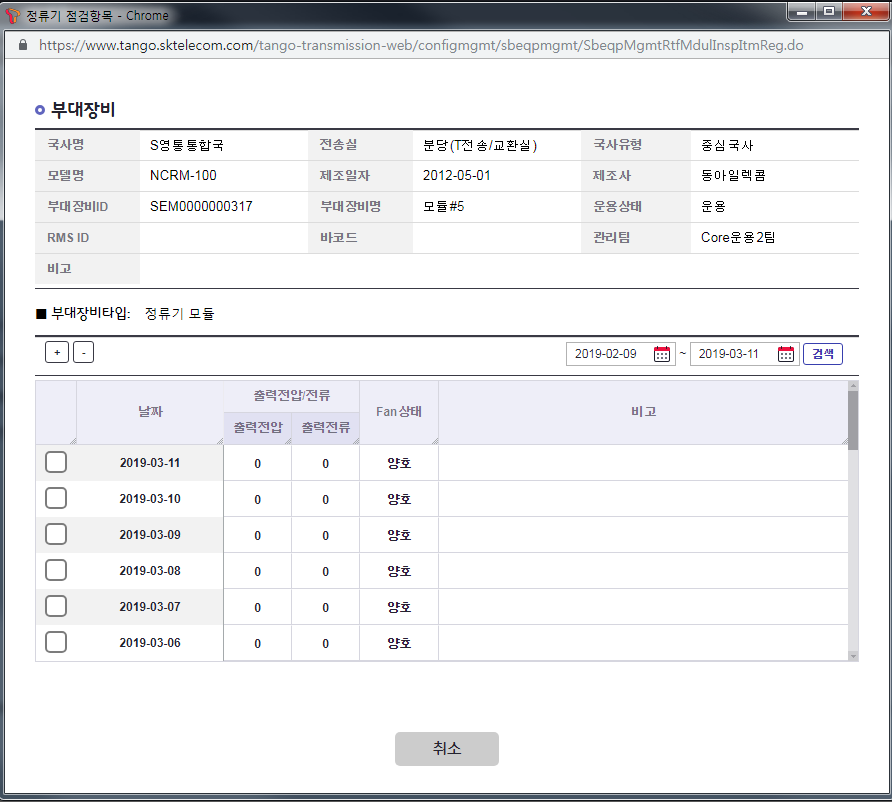 정류기 점검항목 - Chrome
https://www.tango.sktelecom.com/tango-transmission-web/configmgmt/sbeqpmgmt/SbeqpMgmtRtfMdulInspItmReg.do
부대장비
국사명 S영통통합국 전송실 분당(T전송/교환실) 국사유형 중심국사
모델명 NCRM-100 제조일자 2012-05-01 제조사 동아일렉콤
부대장비ID SEM0000000317 부대장비명 모듈#5 운용상태 운용
RMS ID 바코드 관리팀 Core운용2팀
비고
■ 부대장비타입: 정류기 모듈
+ - 2019-02-09 ~ 2019-03-11 검색
날짜 출력전압/전류 Fan상태 비고
출력전압 출력전류
2019-03-11 0 0 양호
2019-03-10 0 0 양호
2019-03-09 0 0 양호
2019-03-08 0 0 양호
2019-03-07 0 0 양호
2019-03-06 0 0 양호
취소